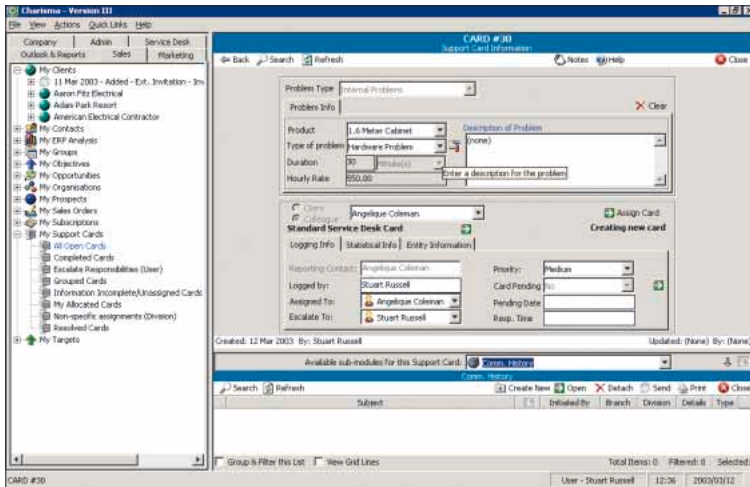 Charisma - Version III
File View Actions Quick Links Help
Company Admin Service Desk
Outlook & Reports Sales Marketing
My Clients
11 Mar 2003 - Added - Ext. Invitation - Inv
Aaron Fitz Electrical
Adam Park Resort
American Electrical Contractor
My Contacts
My ERP Analysis
My Groups
My Objectives
My Opportunities
My Organisations
My Prospects
My Sales Orders
My Subscriptions
My Support Cards
All Open Cards
Completed Cards
Escalate Responsibilities (User)
Grouped Cards
Information Incomplete/Unassigned Cards
My Allocated Cards
Non-specific assignments (Division)
Resolved Cards
My Targets
CARD #30
Support Card Information
Back Search Refresh Notes Help Close
Problem Type Internal Problems
Problem Info Clear
Product 1.6 Meter Cabinet Description of Problem
Type of problem Hardware Problem (none)
Duration 30 Minute(s)
Enter a description for the problem
Hourly Rate 550.00
Client
Colleague Angelique Coleman Assign Card
Standard Service Desk Card Creating new card
Logging Info Statistical Info Entity Information
Reporting Contact: Angelique Coleman Priority: Medium
Logged by: Stuart Russell Card Pending No
Assigned To: Angelique Coleman Pending Date
Escalate To: Stuart Russell Resp. Time
Created: 12 Mar 2003 By: Stuart Russell Updated: (None) By: (None)
Available sub-modules for this Support Card: Comm. History
Comm. History
Search Refresh Create New Open Detach Send Print Close
Subject Initiated By Branch Division Details Type
Group & Filter this List View Grid Lines Total Items: 0 Filtered: 0 Selected:
CARD #30 User - Stuart Russell 12:36 2003/03/12